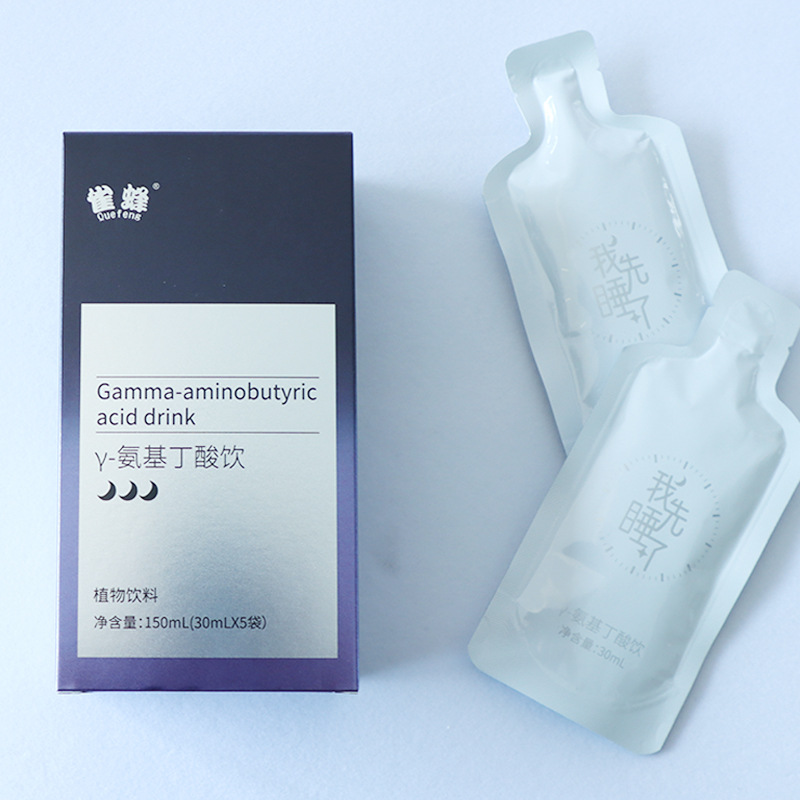 雀蜂®
Quefeng
Gamma-aminobutyric
acid drink
γ-氨基丁酸饮
植物饮料
净含量：150mL(30mLX5袋)
我先
睡了
我先
睡了
γ-氨基丁酸饮
净含量：30mL